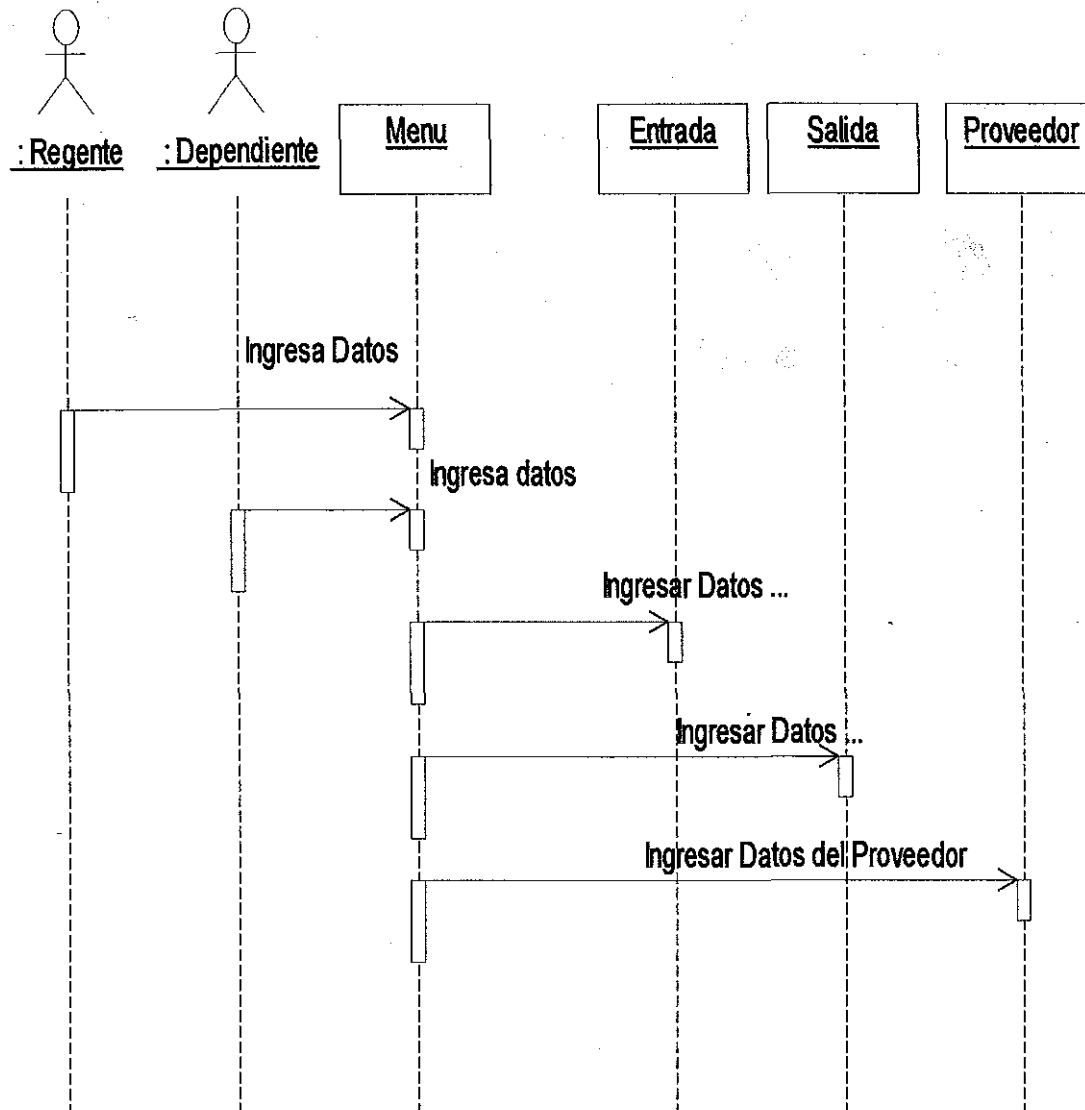 : Regente
: Dependiente
Menu
Entrada
Salida
Proveedor
Ingresa Datos
Ingresa datos
Ingresar Datos ...
Ingresar Datos ...
Ingresar Datos del Proveedor